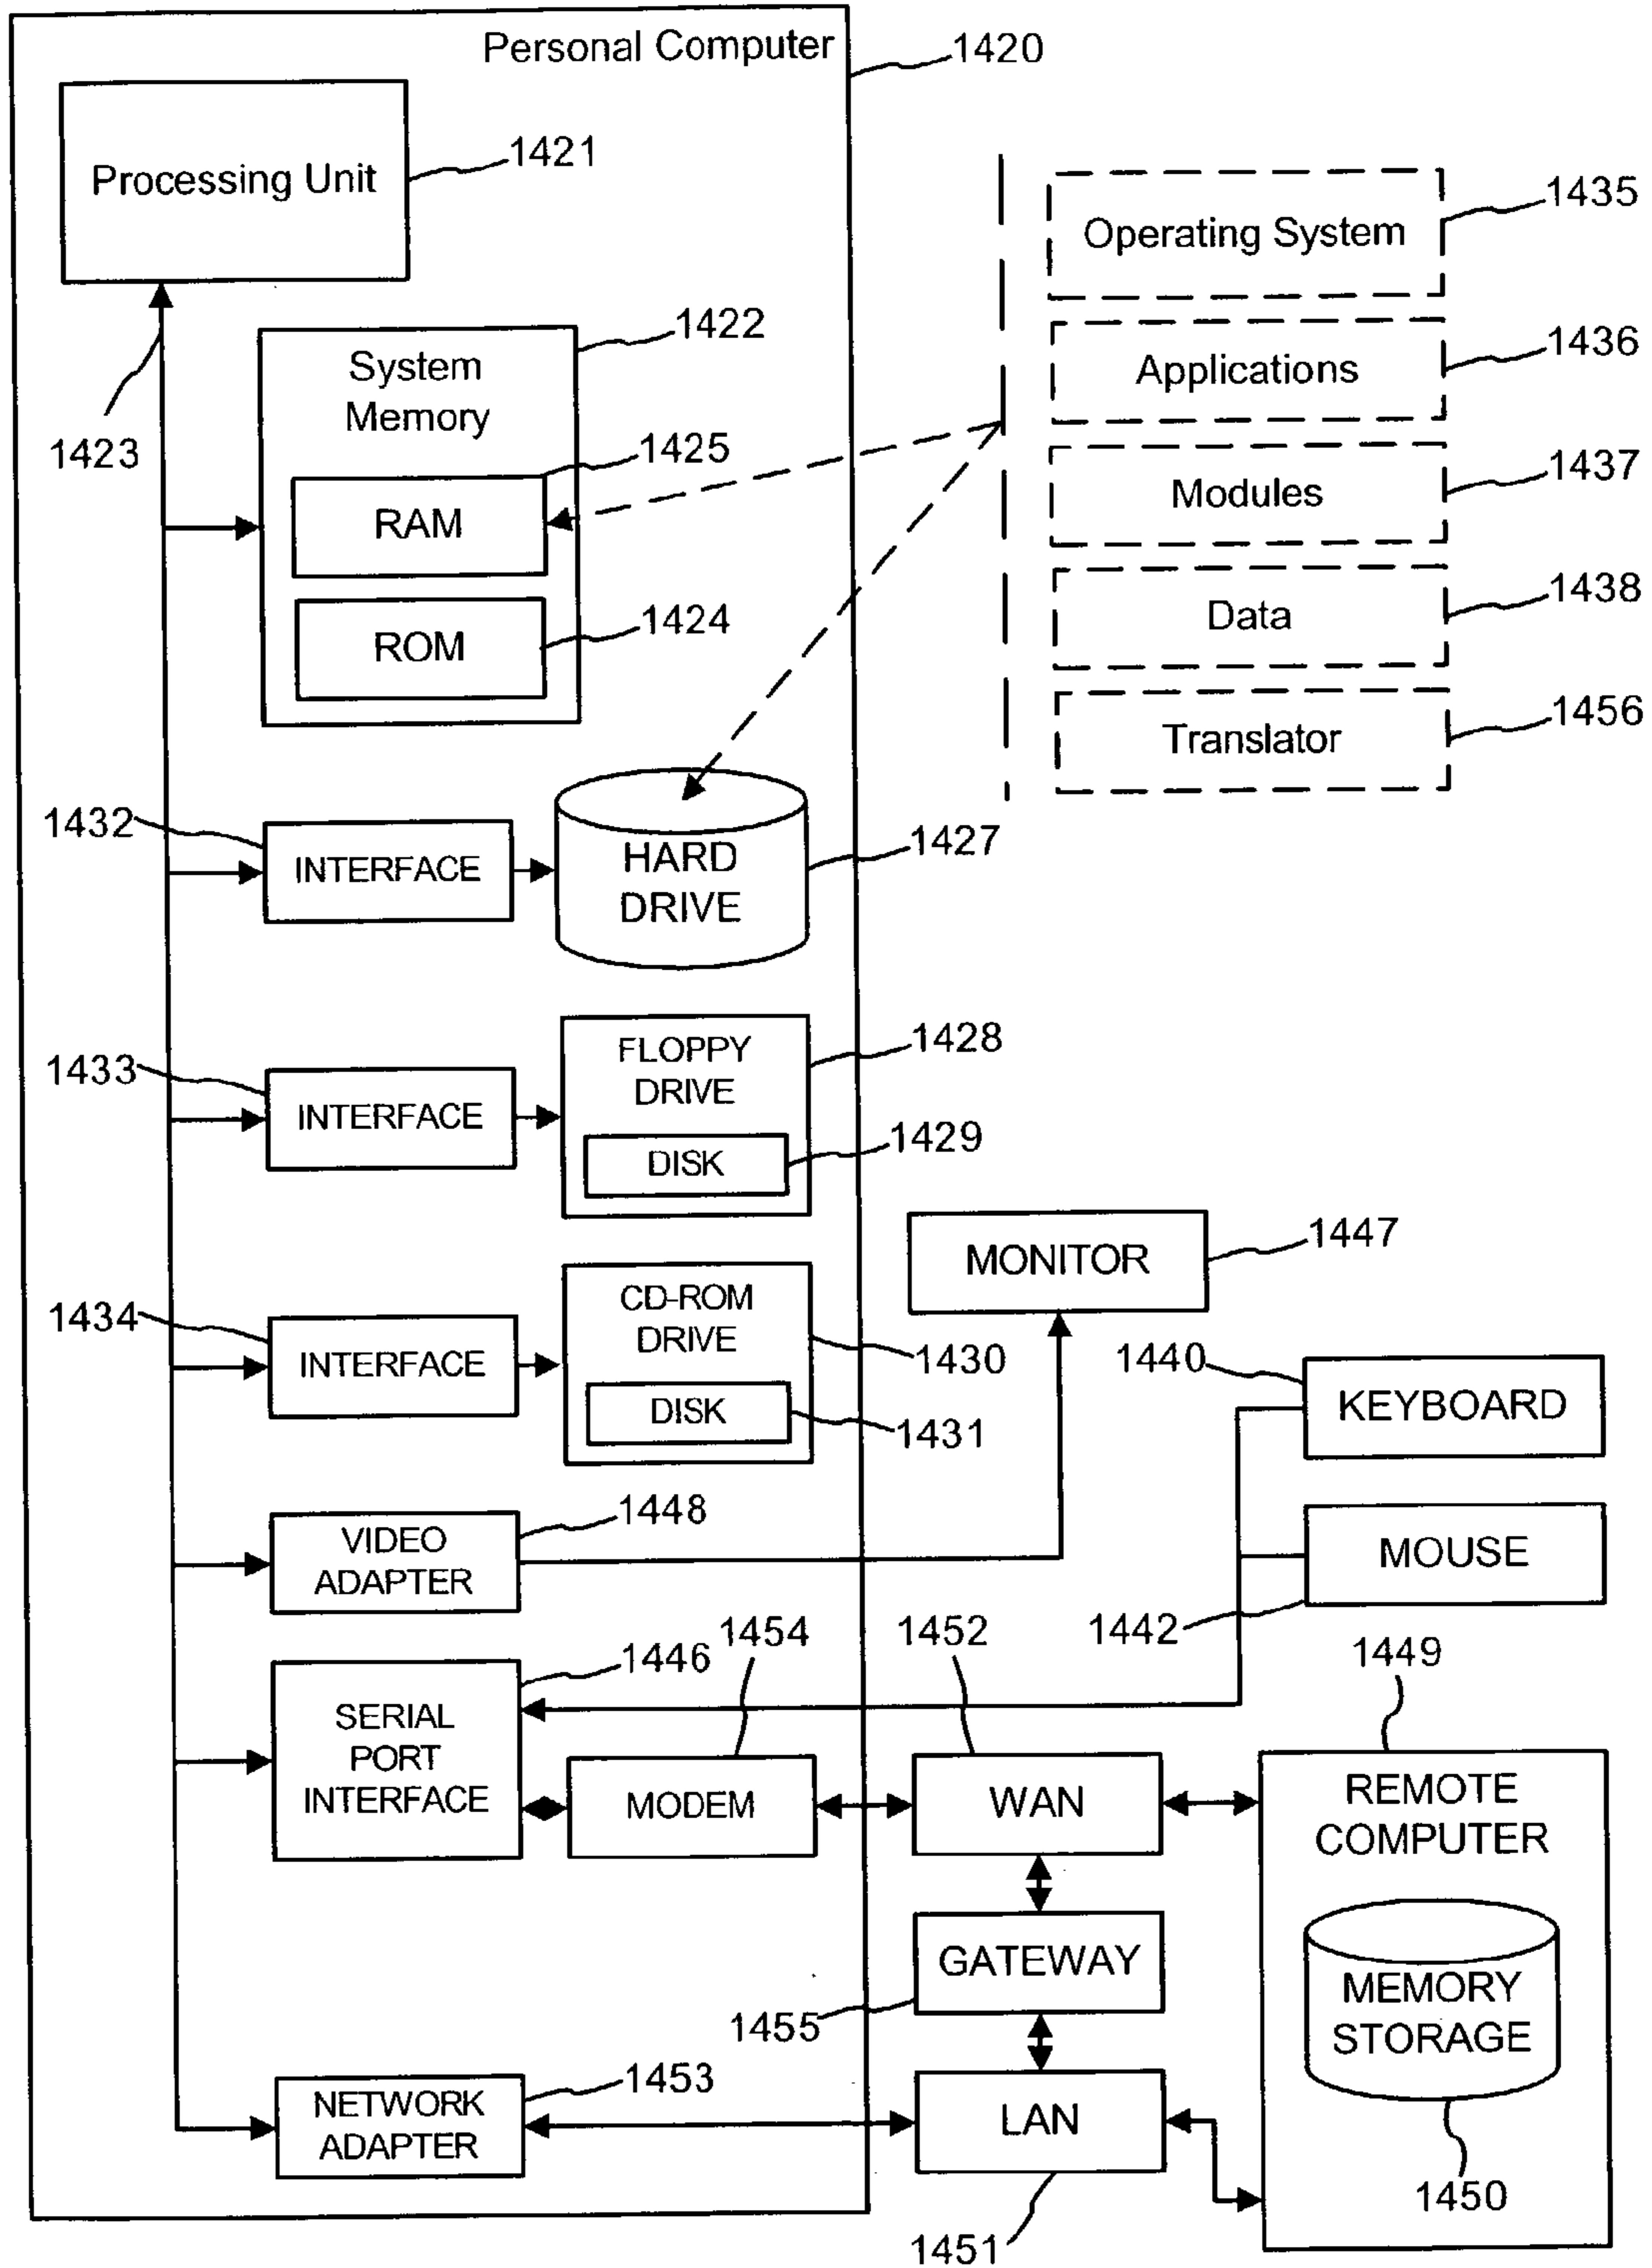 Personal Computer
1420
Processing Unit
1421
1435
Operating System
1422
System
Memory
1436
Applications
1423
1425
RAM
1437
Modules
1424
ROM
1438
Data
1456
Translator
1432
INTERFACE
HARD
DRIVE
1427
1433
INTERFACE
FLOPPY
DRIVE
1428
DISK
1429
MONITOR
1447
1434
INTERFACE
CD-ROM
DRIVE
1430
DISK
1431
1440
KEYBOARD
VIDEO
ADAPTER
1448
MOUSE
1442
1446
1454
1452
1449
SERIAL
PORT
INTERFACE
MODEM
WAN
REMOTE
COMPUTER
GATEWAY
1455
MEMORY
STORAGE
1453
NETWORK
ADAPTER
LAN
1450
1451